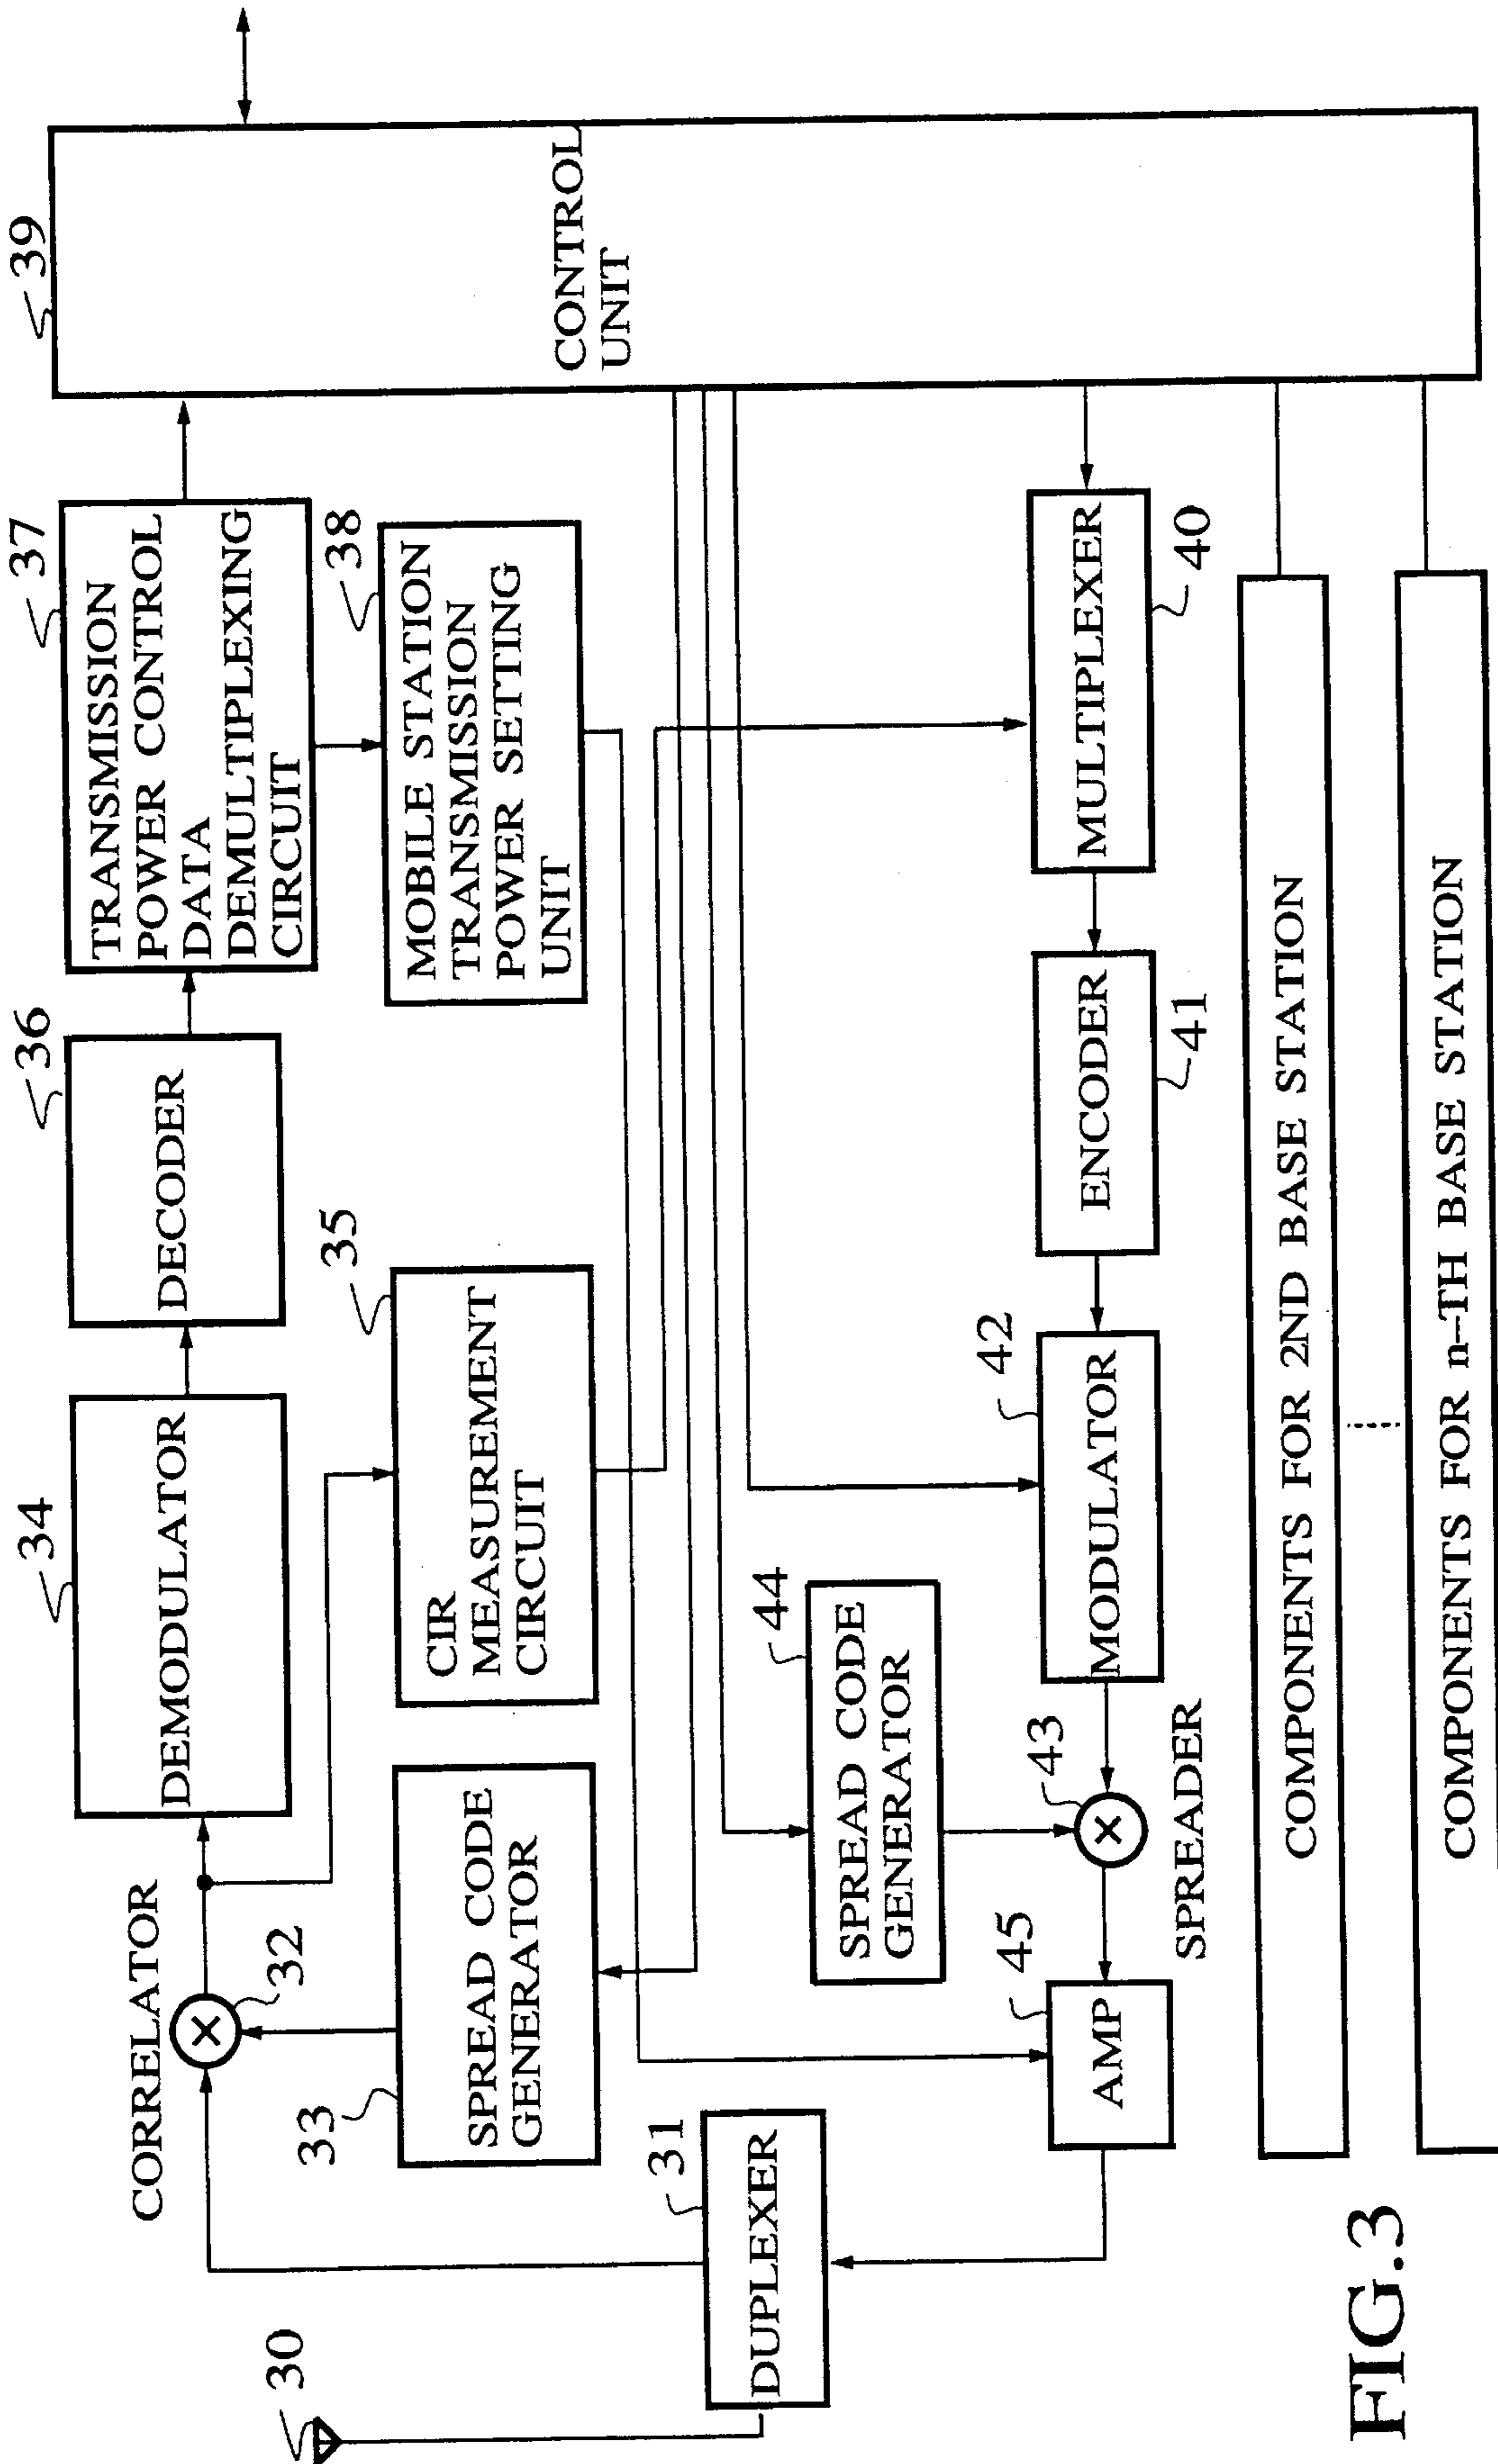 30
CORRELATOR
32
34
DEMODULATOR
36
DECODER
37
TRANSMISSION
POWER CONTROL
DATA
DEMULTIPLEXING
CIRCUIT
39
CONTROL
UNIT
33
SPREAD CODE
GENERATOR
35
CIR
MEASUREMENT
CIRCUIT
38
MOBILE STATION
TRANSMISSION
POWER SETTING
UNIT
31
DUPLEXER
45
AMP
44
SPREAD CODE
GENERATOR
43
SPREADER
42
MODULATOR
ENCODER
41
MULTIPLEXER
40
COMPONENTS FOR 2ND BASE STATION
COMPONENTS FOR n-TH BASE STATION
FIG.3